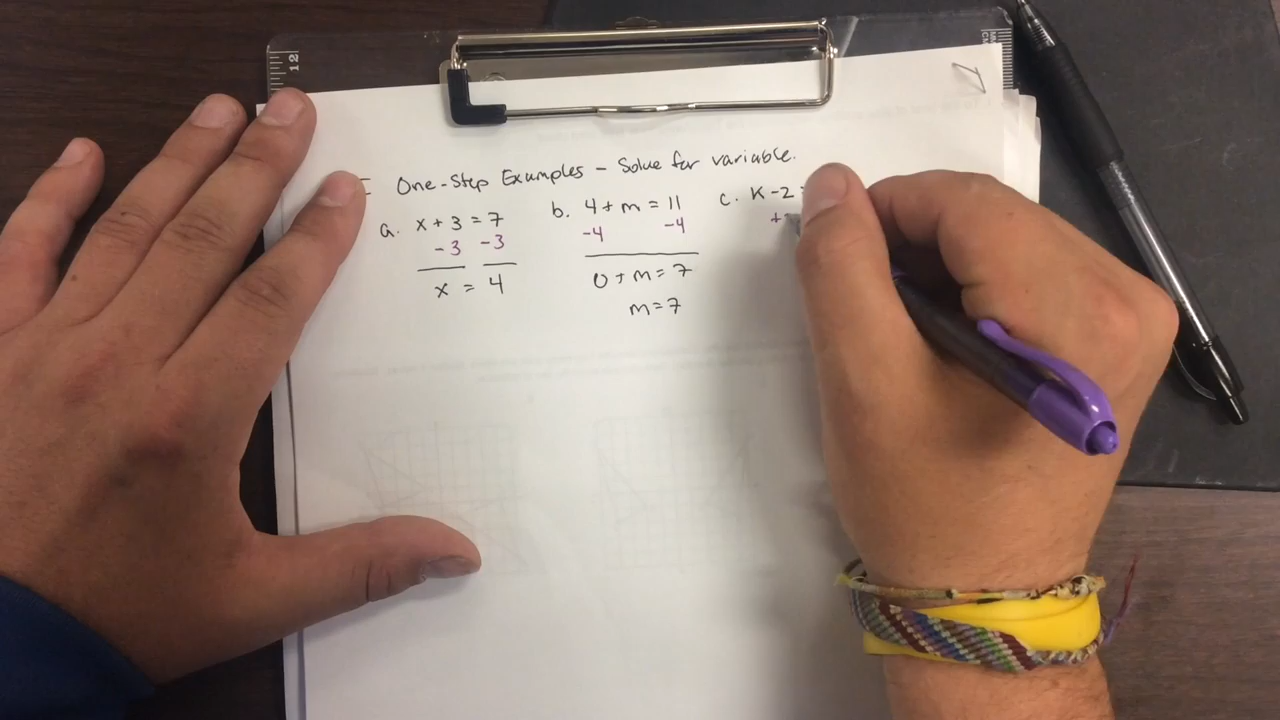 One-Step Examples - Solve for variable.
a. x + 3 = 7
-3 -3
x = 4
b. 4 + m = 11
-4 -4
0 + m = 7
m = 7
c. K - 2
+
12